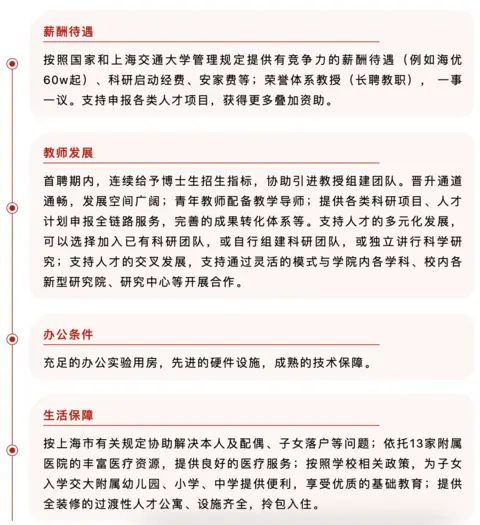 薪酬待遇
按照国家和上海交通大学管理规定提供有竞争力的薪酬待遇（例如海优
60w起）、科研启动经费、安家费等；荣誉体系教授（长聘教职），一事
一议。支持申报各类人才项目，获得更多叠加资助。
教师发展
首聘期内，连续给予博士生招生指标，协助引进教授组建团队。晋升通道
通畅，发展空间广阔；青年教师配备教学导师；提供各类科研项目、人才
计划申报全链路服务，完善的成果转化体系等。支持人才的多元化发展，
可以选择加入已有科研团队，或自行组建科研团队，或独立讲行科学研
究；支持人才的交叉发展，支持通过灵活的模式与学院内各学科、校内各
新型研究院、研究中心等开展合作。
办公条件
充足的办公实验用房，先进的硬件设施，成熟的技术保障。
生活保障
按上海市有关规定协助解决本人及配偶、子女落户等问题；依托13家附属
医院的丰富医疗资源，提供良好的医疗服务；按照学校相关政策，为子女
入学交大附属幼儿园、小学、中学提供便利，享受优质的基础教育；提供
全装修的过渡性人才公寓、设施齐全，拎包入住。